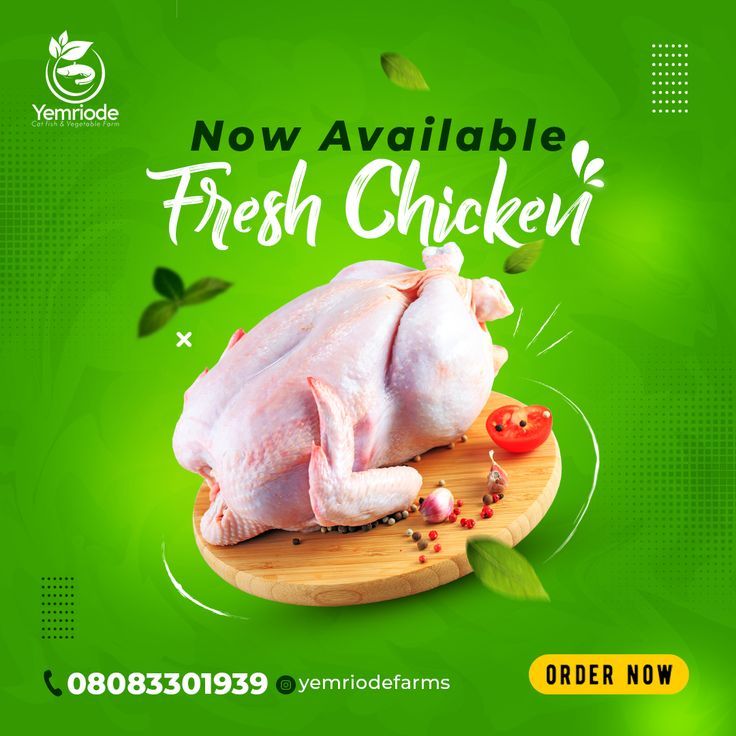 Yemriode
Cat fish & Vegetable Farm
Now Available
Fresh Chicken
08083301939 yemriodefarms
ORDER NOW